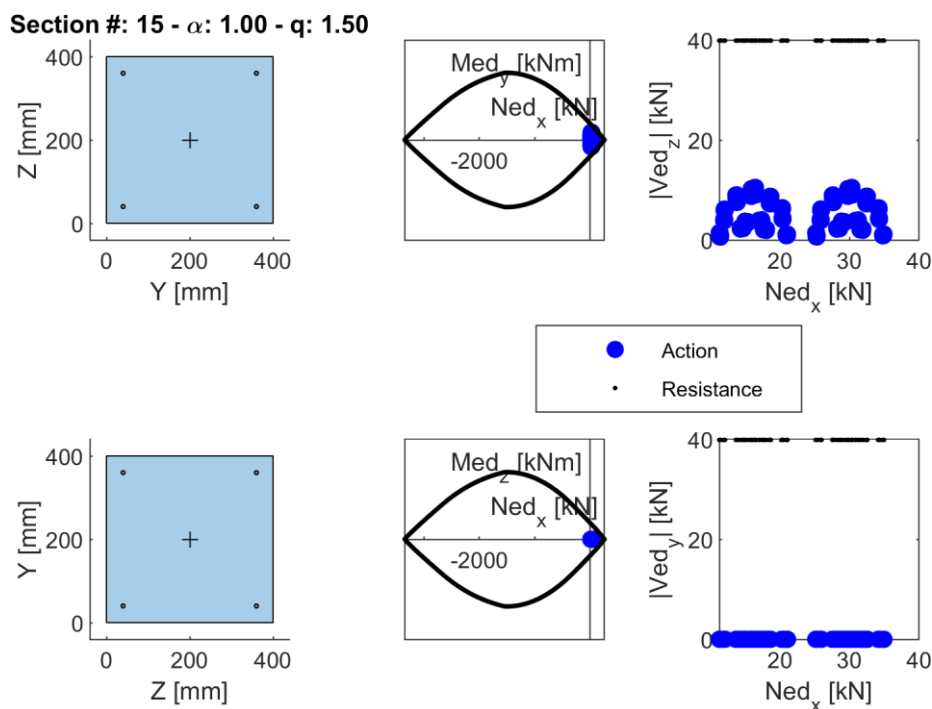 Section #: 15 - α: 1.00 - q: 1.50
400
200
0
Z [mm]
0
200
400
Y [mm]
Med_y [kNm]
Ned_x [kN]
-2000
40
20
0
|Ved_z| [kN]
20
30
40
Ned_x [kN]
Action
Resistance
400
200
0
Y [mm]
0
200
400
Z [mm]
Med_z [kNm]
Ned_x [kN]
-2000
40
20
0
|Ved_y| [kN]
20
30
40
Ned_x [kN]